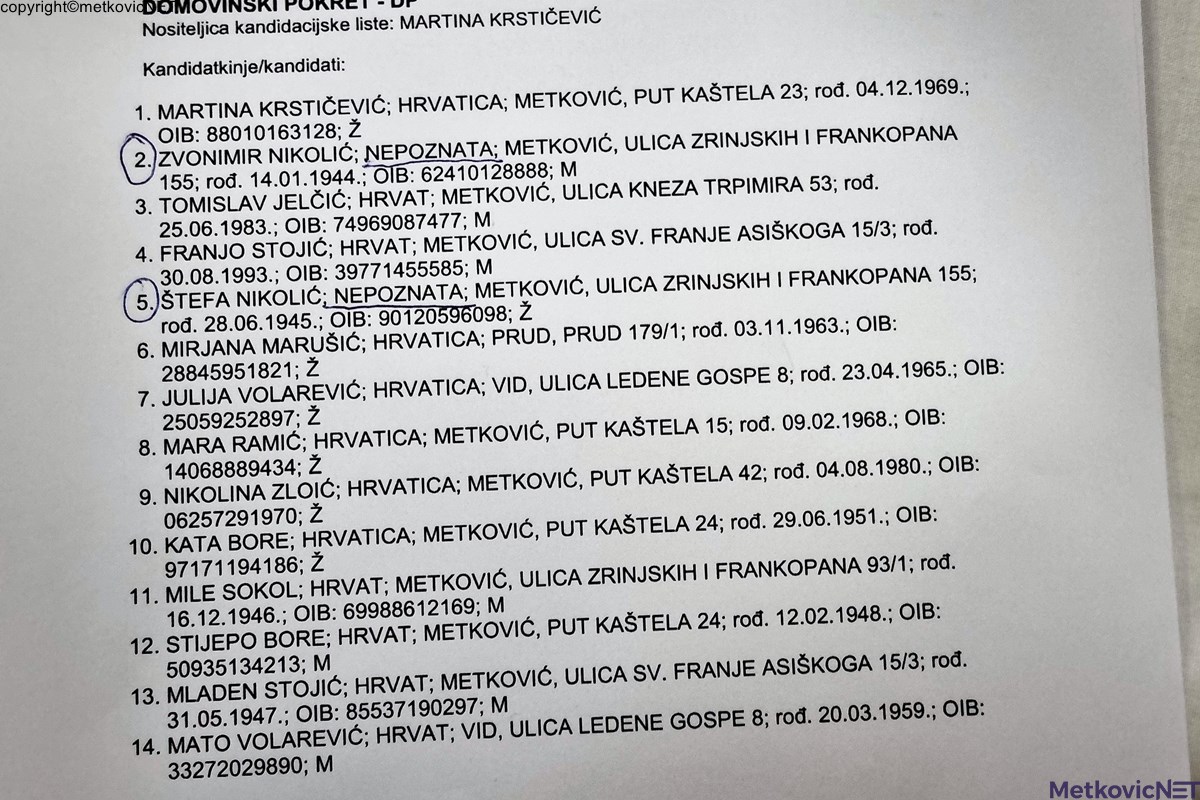 copyright©metkovicNET
DOMOVINSKI POKRET - DP
Nositeljica kandidacijske liste: MARTINA KRSTIČEVIĆ
Kandidatkinje/kandidati:
1. MARTINA KRSTIČEVIĆ; HRVATICA; METKOVIĆ, PUT KAŠTELA 23; rođ. 04.12.1969.;
OIB: 88010163128; Ž
2. ZVONIMIR NIKOLIĆ; NEPOZNATA; METKOVIĆ, ULICA ZRINJSKIH I FRANKOPANA
155; rođ. 14.01.1944.; OIB: 62410128888; M
3. TOMISLAV JELČIĆ; HRVAT; METKOVIĆ, ULICA KNEZA TRPIMIRA 53; rođ.
25.06.1983.; OIB: 74969087477; M
4. FRANJO STOJIĆ; HRVAT; METKOVIĆ, ULICA SV. FRANJE ASIŠKOGA 15/3; rođ.
30.08.1993.; OIB: 39771455585; M
5. ŠTEFA NIKOLIĆ; NEPOZNATA; METKOVIĆ, ULICA ZRINJSKIH I FRANKOPANA 155;
rođ. 28.06.1945.; OIB: 90120596098; Ž
6. MIRJANA MARUŠIĆ; HRVATICA; PRUD, PRUD 179/1; rođ. 03.11.1963.; OIB:
28845951821; Ž
7. JULIJA VOLAREVIĆ; HRVATICA; VID, ULICA LEDENE GOSPE 8; rođ. 23.04.1965.; OIB:
25059252897; Ž
8. MARA RAMIĆ; HRVATICA; METKOVIĆ, PUT KAŠTELA 15; rođ. 09.02.1968.; OIB:
14068889434; Ž
9. NIKOLINA ZLOIĆ; HRVATICA; METKOVIĆ, PUT KAŠTELA 42; rođ. 04.08.1980.; OIB:
06257291970; Ž
10. KATA BORE; HRVATICA; METKOVIĆ, PUT KAŠTELA 24; rođ. 29.06.1951.; OIB:
97171194186; Ž
11. MILE SOKOL; HRVAT; METKOVIĆ, ULICA ZRINJSKIH I FRANKOPANA 93/1; rođ.
16.12.1946.; OIB: 69988612169; M
12. STIJEPO BORE; HRVAT; METKOVIĆ, PUT KAŠTELA 24; rođ. 12.02.1948.; OIB:
50935134213; M
13. MLADEN STOJIĆ; HRVAT; METKOVIĆ, ULICA SV. FRANJE ASIŠKOGA 15/3; rođ.
31.05.1947.; OIB: 85537190297; M
14. MATO VOLAREVIĆ; HRVAT; VID, ULICA LEDENE GOSPE 8; rođ. 20.03.1959.; OIB:
33272029890; M
MetkovicNET